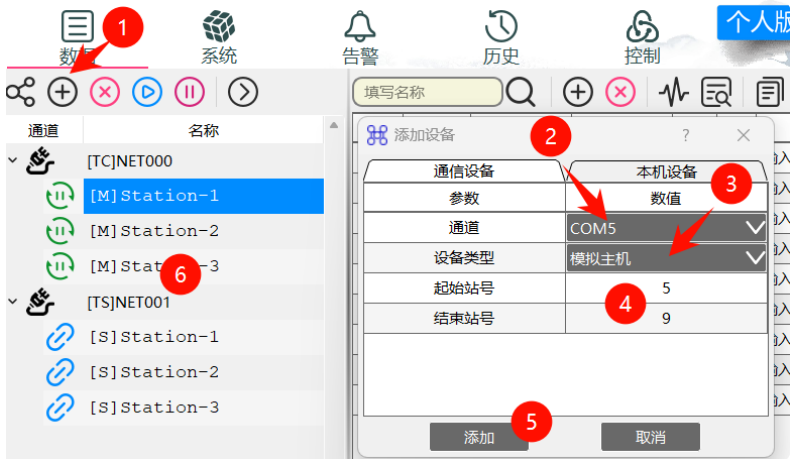 1
数
系统
告警
历史
控制
个人版
填写名称
通道 名称
[TC]NET000
[M]Station-1
[M]Station-2
[M]Stat 6 -3
[TS]NET001
[S]Station-1
[S]Station-2
[S]Station-3
添加设备 2 ?
通信设备 本机设备
3
参数 数值
通道 COM5
设备类型 模拟主机
起始站号 5
4
结束站号 9
5
添加 取消